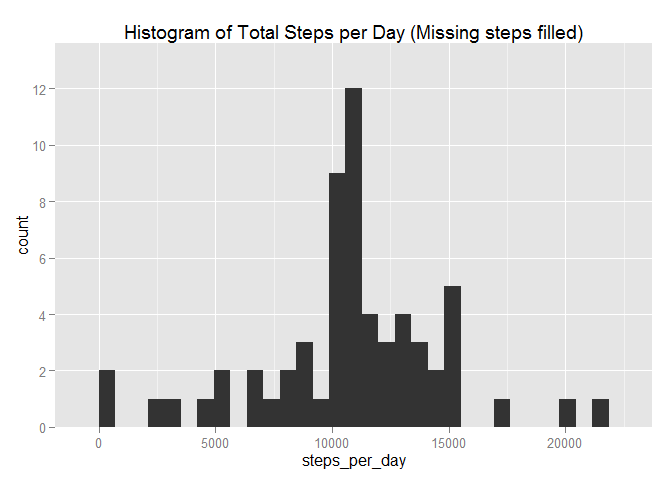 Histogram of Total Steps per Day (Missing steps filled)
12
10
8
6
4
2
0
count
0 5000 10000 15000 20000
steps_per_day